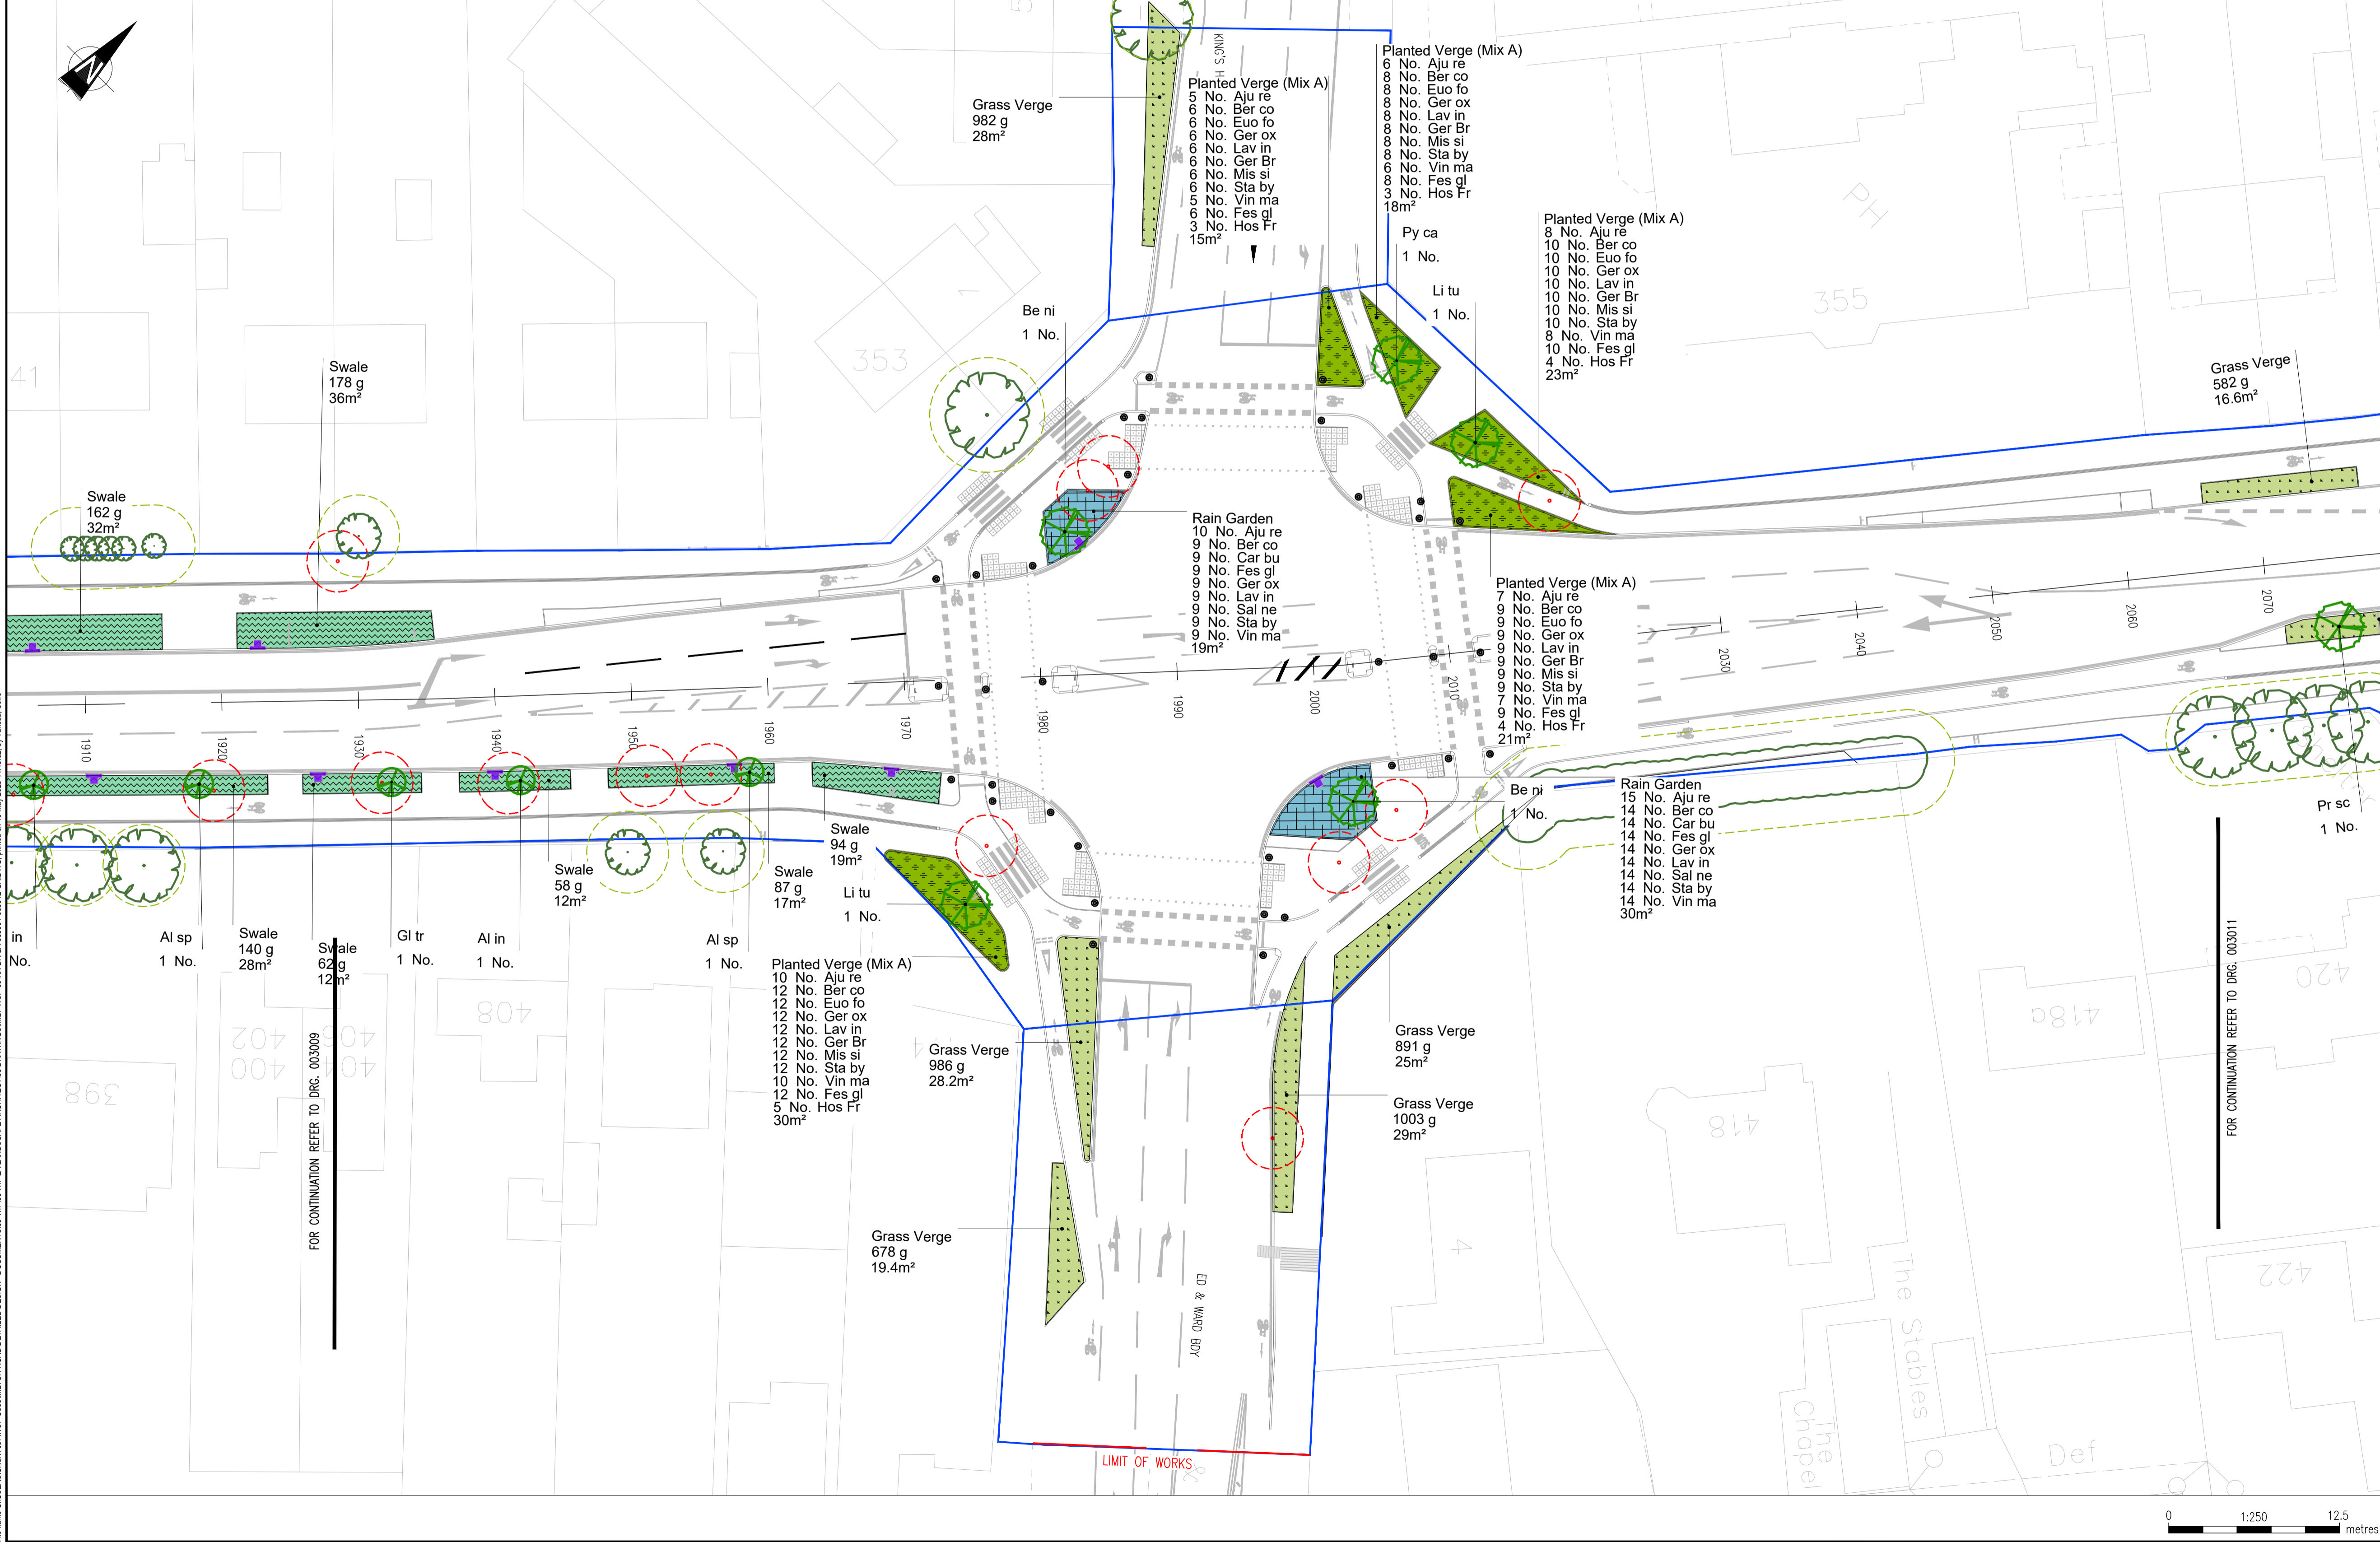 KING'S H
Grass Verge
982 g
28m²
Planted Verge (Mix A)
5 No. Aju re
6 No. Ber co
6 No. Euo fo
6 No. Ger ox
6 No. Lav in
6 No. Ger Br
6 No. Mis si
6 No. Sta by
5 No. Vin ma
6 No. Fes gl
3 No. Hos Fr
15m²
Planted Verge (Mix A)
6 No. Aju re
8 No. Ber co
8 No. Euo fo
8 No. Ger ox
8 No. Lav in
8 No. Ger Br
8 No. Mis si
8 No. Sta by
6 No. Vin ma
8 No. Fes gl
3 No. Hos Fr
18m²
Py ca
1 No.
Li tu
1 No.
Planted Verge (Mix A)
8 No. Aju re
10 No. Ber co
10 No. Euo fo
10 No. Ger ox
10 No. Lav in
10 No. Ger Br
10 No. Mis si
10 No. Sta by
8 No. Vin ma
10 No. Fes gl
4 No. Hos Fr
23m²
PH
355
Grass Verge
582 g
16.6m²
N
41
353
1
Be ni
1 No.
Swale
178 g
36m²
Swale
162 g
32m²
Rain Garden
10 No. Aju re
9 No. Ber co
9 No. Car bu
9 No. Fes gl
9 No. Ger ox
9 No. Lav in
9 No. Sal ne
9 No. Sta by
9 No. Vin ma
19m²
Planted Verge (Mix A)
7 No. Aju re
9 No. Ber co
9 No. Euo fo
9 No. Ger ox
9 No. Lav in
9 No. Ger Br
9 No. Mis si
9 No. Sta by
7 No. Vin ma
9 No. Fes gl
4 No. Hos Fr
21m²
1910
1920
1930
1940
1950
1960
1970
1980
1990
2000
2010
2030
2040
2050
2060
2070
Be ni
1 No.
Rain Garden
15 No. Aju re
14 No. Ber co
14 No. Car bu
14 No. Fes gl
14 No. Ger ox
14 No. Lav in
14 No. Sal ne
14 No. Sta by
14 No. Vin ma
30m²
Pr sc
1 No.
in
No.
Al sp
1 No.
Swale
140 g
28m²
Swale
62 g
12m²
Gl tr
1 No.
Al in
1 No.
Swale
58 g
12m²
Al sp
1 No.
Swale
87 g
17m²
Swale
94 g
19m²
Li tu
1 No.
Planted Verge (Mix A)
10 No. Aju re
12 No. Ber co
12 No. Euo fo
12 No. Ger ox
12 No. Lav in
12 No. Ger Br
12 No. Mis si
12 No. Sta by
10 No. Vin ma
12 No. Fes gl
5 No. Hos Fr
30m²
Grass Verge
986 g
28.2m²
Grass Verge
891 g
25m²
Grass Verge
1003 g
29m²
Grass Verge
678 g
19.4m²
398
402
400
406
404
408
FOR CONTINUATION REFER TO DRG. 003009
ED & WARD BDY
4
418
418a
420
422
The Stables
The
Chapel
Def
FOR CONTINUATION REFER TO DRG. 003011
LIMIT OF WORKS
0
1:250
12.5
metres